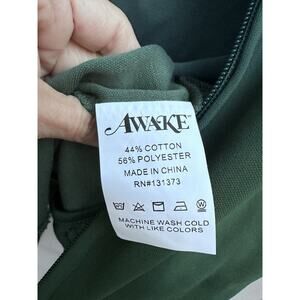 AWAKE
44% COTTON
56% POLYESTER
MADE IN CHINA
RN#131373
MACHINE WASH COLD
WITH LIKE COLORS